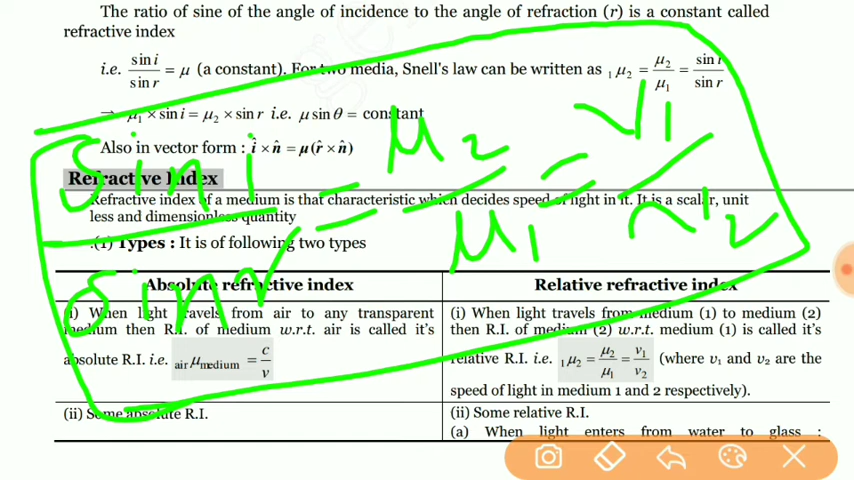 The ratio of sine of the angle of incidence to the angle of refraction (r) is a constant called
refractive index
i.e. sin i / sin r = μ (a constant). For two media, Snell's law can be written as ₁μ₂ = μ₂ / μ₁ = sin i / sin r
⇒ μ₁ × sin i = μ₂ × sin r i.e. μ sin θ = constant
Also in vector form : î × n̂ = μ(r̂ × n̂)
sin i / sin r = μ₂ / μ₁ = v₁ / v₂
Refractive Index
Refractive index of a medium is that characteristic which decides speed of light in it. It is a scalar, unit
less and dimensionless quantity
.(1) Types : It is of following two types
Absolute refractive index
(i) When light travels from air to any transparent
medium then R.I. of medium w.r.t. air is called it's
absolute R.I. i.e. air μ medium = c / v
(ii) Some absolute R.I.
Relative refractive index
(i) When light travels from medium (1) to medium (2)
then R.I. of medium (2) w.r.t. medium (1) is called it's
relative R.I. i.e. ₁μ₂ = μ₂ / μ₁ = v₁ / v₂ (where v₁ and v₂ are the
speed of light in medium 1 and 2 respectively).
(ii) Some relative R.I.
(a) When light enters from water to glass :